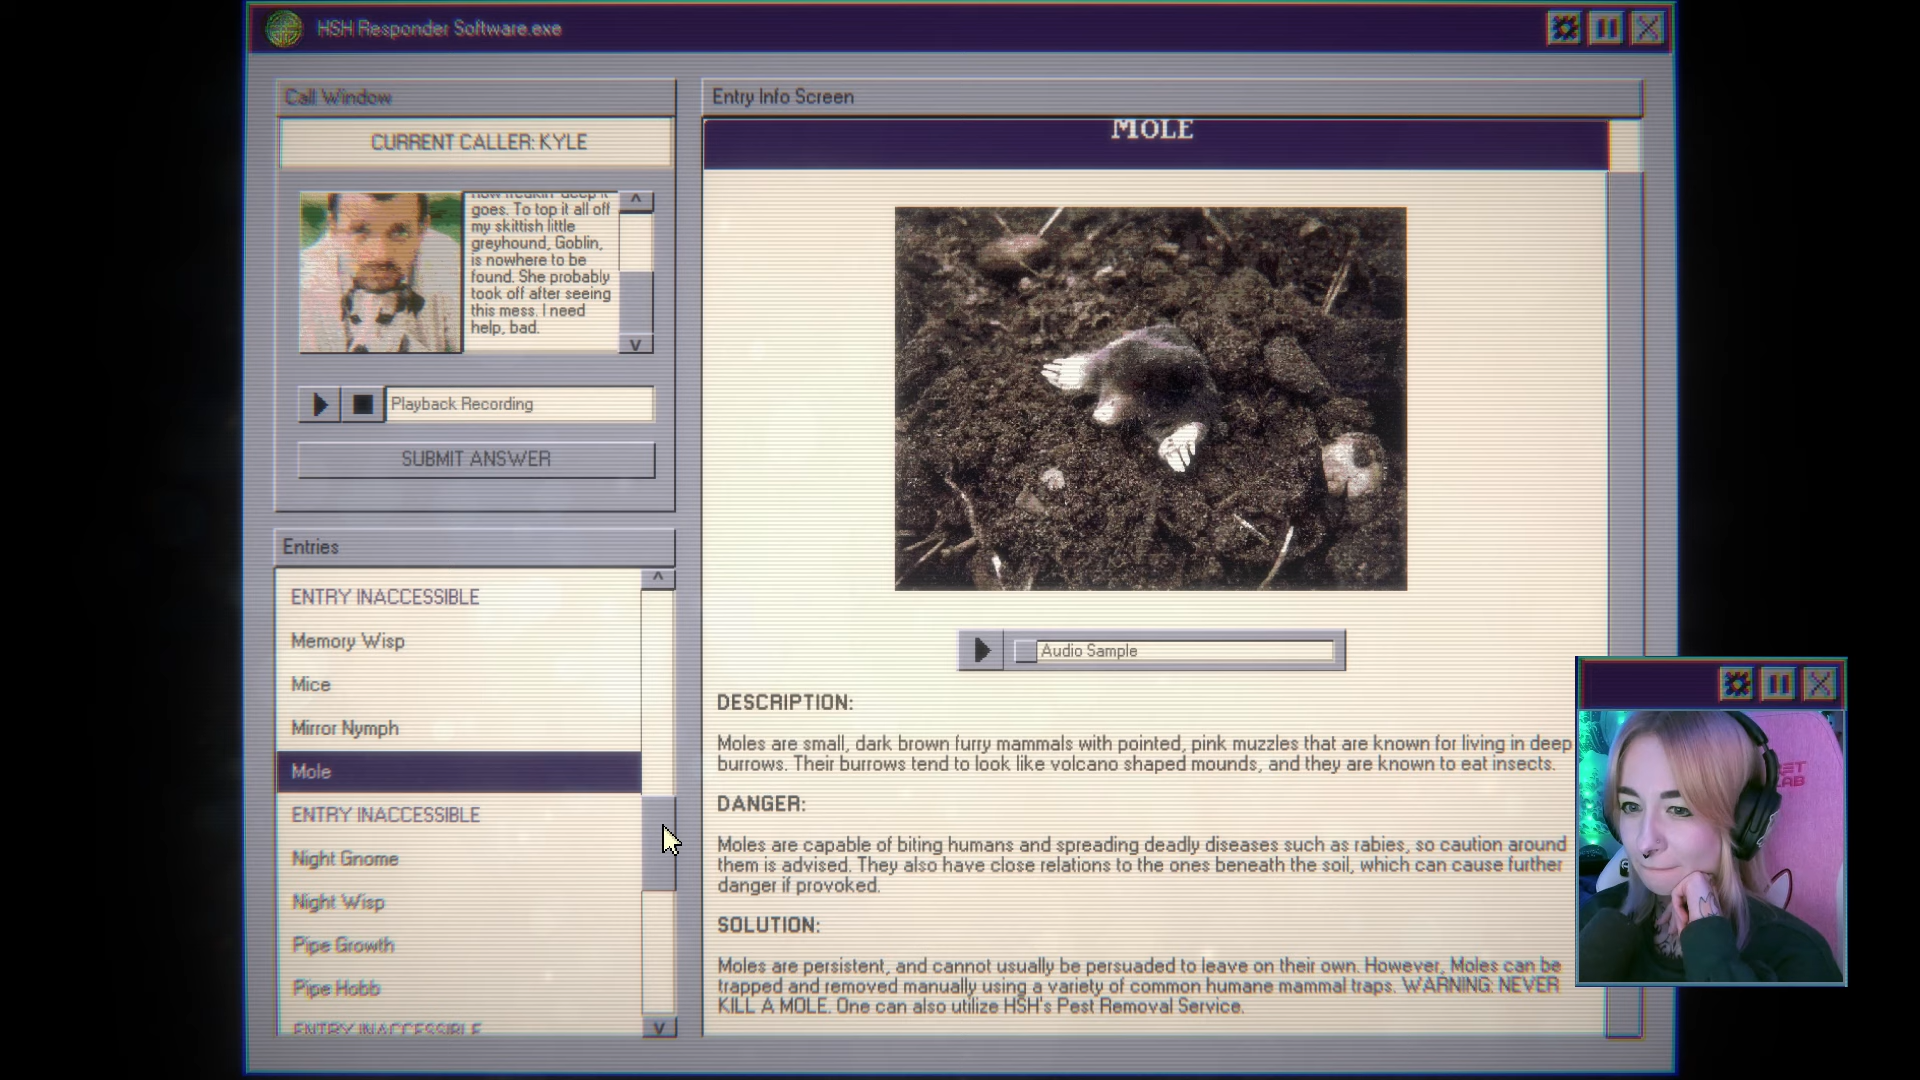 HSH Responder Software.exe
Call Window
CURRENT CALLER: KYLE
how freakin' deep it
goes. To top it all off
my skittish little
greyhound, Goblin,
is nowhere to be
found. She probably
took off after seeing
this mess. I need
help, bad.
Playback Recording
SUBMIT ANSWER
Entries
ENTRY INACCESSIBLE
Memory Wisp
Mice
Mirror Nymph
Mole
ENTRY INACCESSIBLE
Night Gnome
Night Wisp
Pipe Growth
Pipe Hobb
ENTRY INACCESSIBLE
Entry Info Screen
MOLE
Audio Sample
DESCRIPTION:
Moles are small, dark brown furry mammals with pointed, pink muzzles that are known for living in deep
burrows. Their burrows tend to look like volcano shaped mounds, and they are known to eat insects.
DANGER:
Moles are capable of biting humans and spreading deadly diseases such as rabies, so caution around
them is advised. They also have close relations to the ones beneath the soil, which can cause further
danger if provoked.
SOLUTION:
Moles are persistent, and cannot usually be persuaded to leave on their own. However, Moles can be
trapped and removed manually using a variety of common humane mammal traps. WARNING: NEVER
KILL A MOLE. One can also utilize HSH's Pest Removal Service.